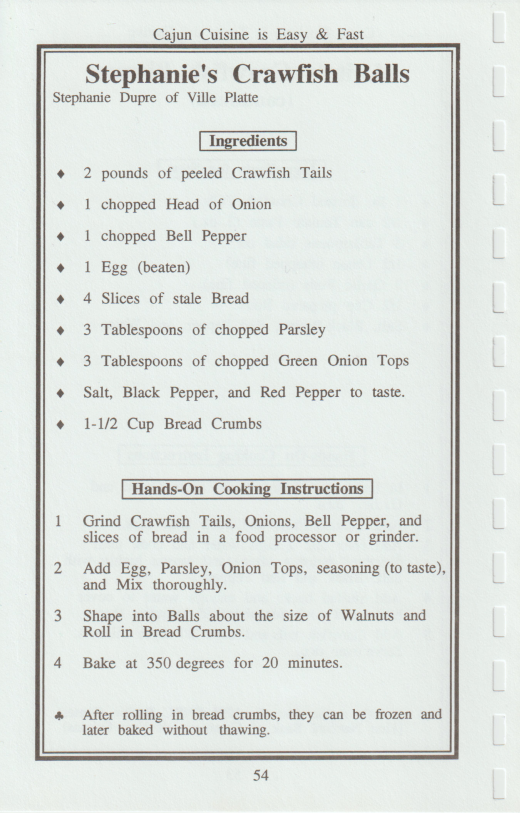 Cajun Cuisine is Easy & Fast
Stephanie's Crawfish Balls
Stephanie Dupre of Ville Platte
Ingredients
♦ 2 pounds of peeled Crawfish Tails
♦ 1 chopped Head of Onion
♦ 1 chopped Bell Pepper
♦ 1 Egg (beaten)
♦ 4 Slices of stale Bread
♦ 3 Tablespoons of chopped Parsley
♦ 3 Tablespoons of chopped Green Onion Tops
♦ Salt, Black Pepper, and Red Pepper to taste.
♦ 1-1/2 Cup Bread Crumbs
Hands-On Cooking Instructions
1 Grind Crawfish Tails, Onions, Bell Pepper, and
slices of bread in a food processor or grinder.
2 Add Egg, Parsley, Onion Tops, seasoning (to taste),
and Mix thoroughly.
3 Shape into Balls about the size of Walnuts and
Roll in Bread Crumbs.
4 Bake at 350 degrees for 20 minutes.
♣ After rolling in bread crumbs, they can be frozen and
later baked without thawing.
54